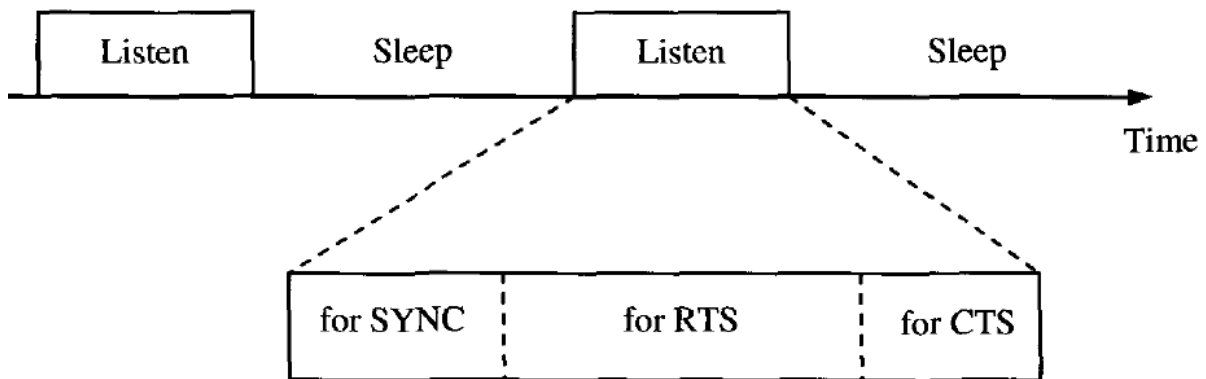 Listen Sleep Listen Sleep
Time
for SYNC for RTS for CTS